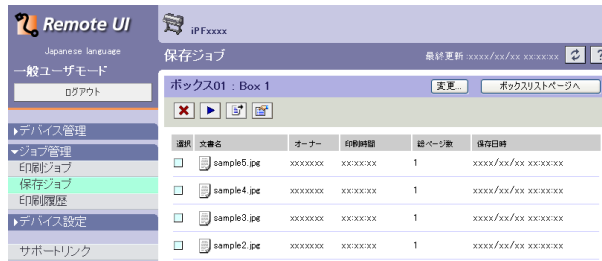 Remote UI
iPFxxxx
Japanese language
保存ジョブ
最終更新 :xxxx/xx/xx xx:xx:xx
?
一般ユーザモード
ログアウト
ボックス01 : Box 1
変更...
ボックスリストページへ
▶デバイス管理
▼ジョブ管理
印刷ジョブ
保存ジョブ
印刷履歴
▶デバイス設定
サポートリンク
選択 文書名 オーナー 印刷時間 総ページ数 保存日時
sample5.jpg xxxxxxx xx:xx:xx 1 xxxx/xx/xx xx:xx:xx
sample4.jpg xxxxxxx xx:xx:xx 1 xxxx/xx/xx xx:xx:xx
sample3.jpg xxxxxxx xx:xx:xx 1 xxxx/xx/xx xx:xx:xx
sample2.jpg xxxxxxx xx:xx:xx 1 xxxx/xx/xx xx:xx:xx